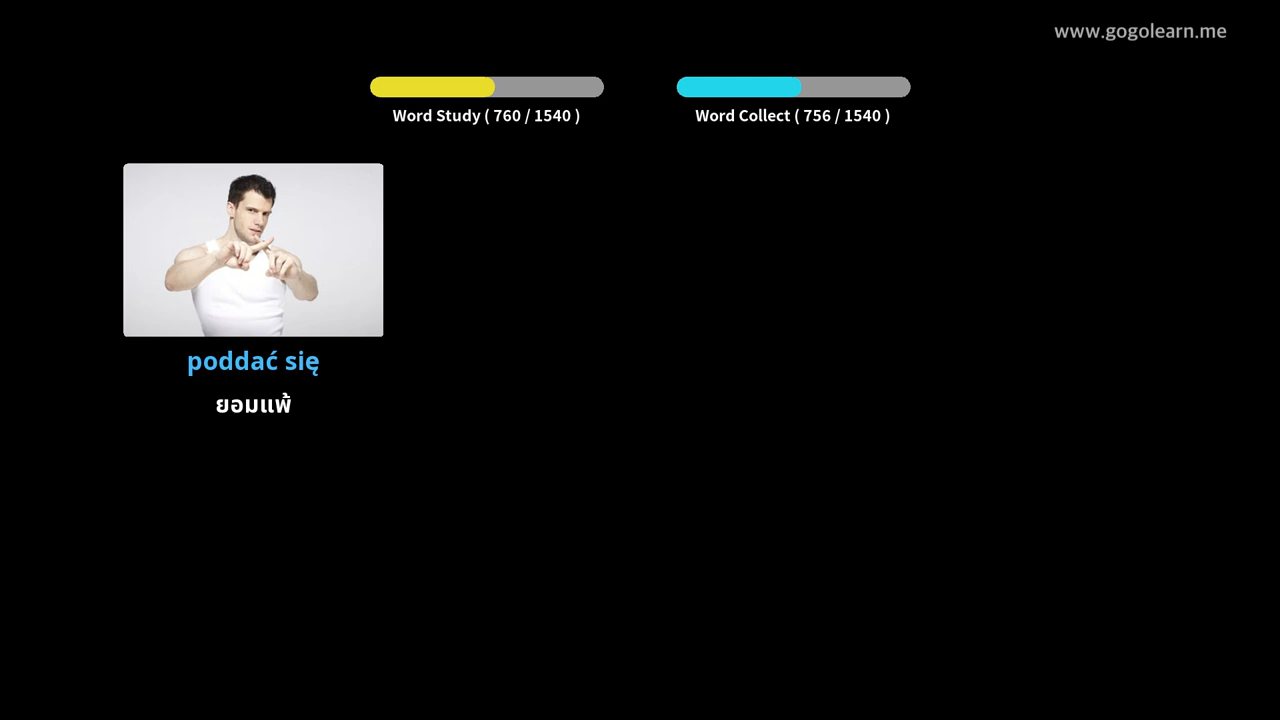 www.gogolearn.me
Word Study ( 760 / 1540 )
Word Collect ( 756 / 1540 )
poddać się
ยอมแพ้